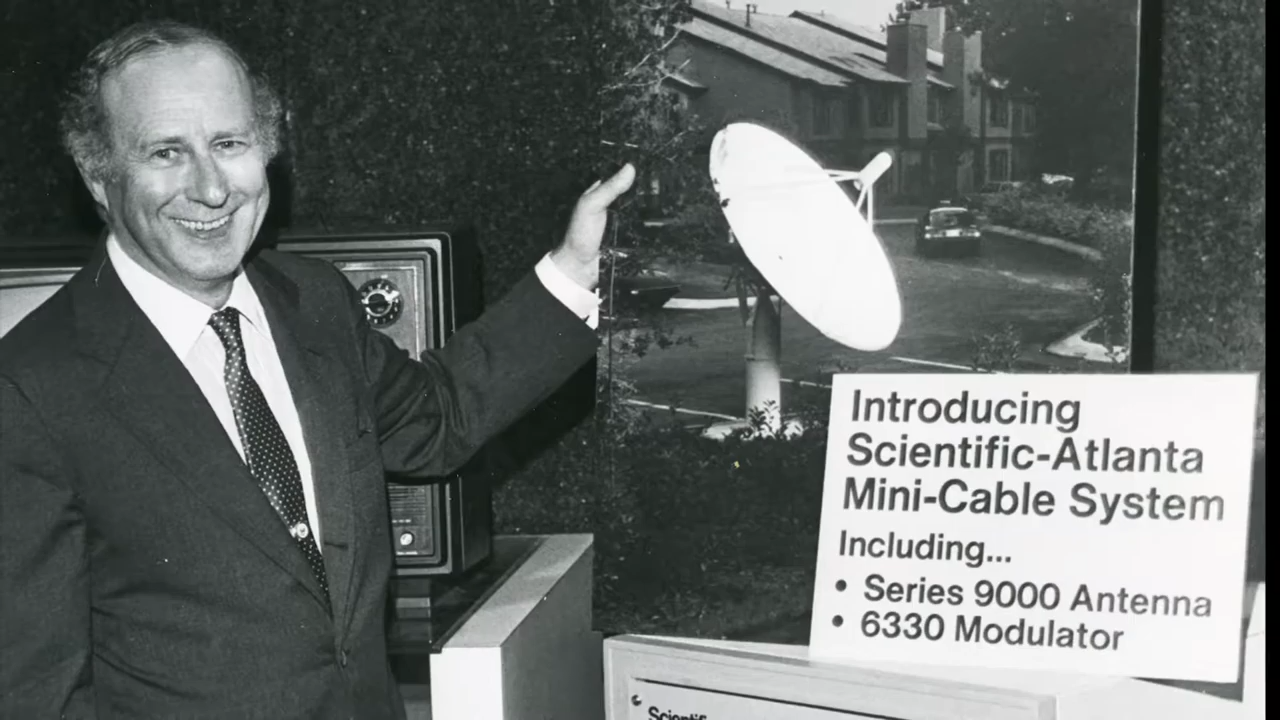 Introducing
Scientific-Atlanta
Mini-Cable System
Including...
• Series 9000 Antenna
• 6330 Modulator